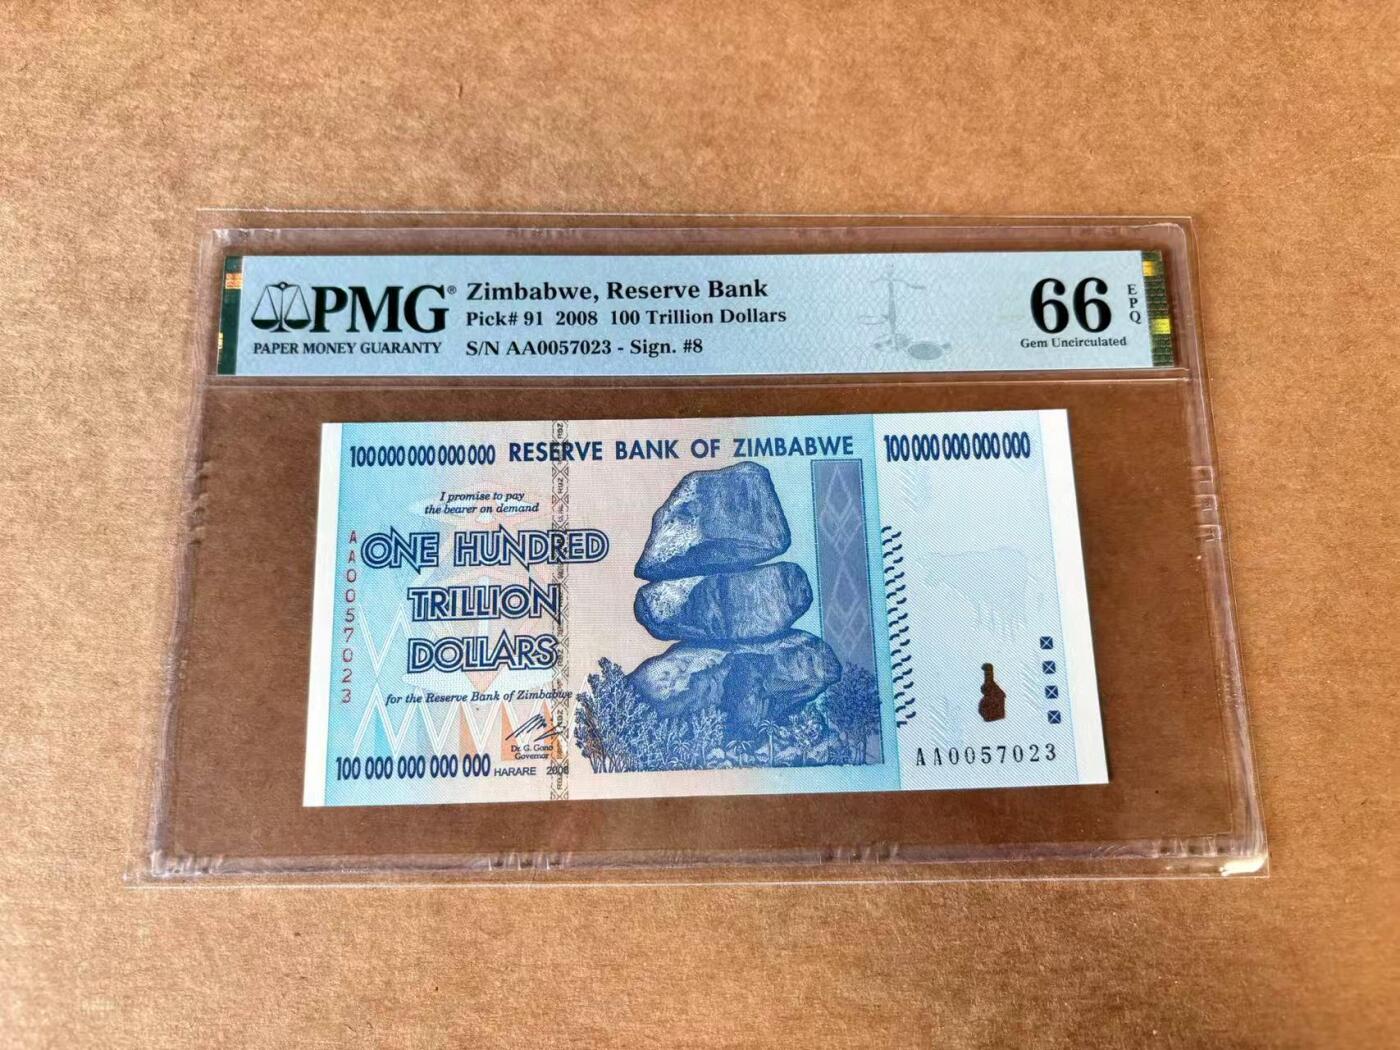 PMG®
PAPER MONEY GUARANTY
Zimbabwe, Reserve Bank
Pick# 91 2008 100 Trillion Dollars
S/N AA0057023 - Sign. #8
66
EPQ
Gem Uncirculated
100 000 000 000 000 RESERVE BANK OF ZIMBABWE 100 000 000 000 000
I promise to pay
the bearer on demand
ONE HUNDRED
TRILLION
DOLLARS
for the Reserve Bank of Zimbabwe
Dr. G. Gono
Governor
100 000 000 000 000 HARARE 2008
AA0057023
AA0057023